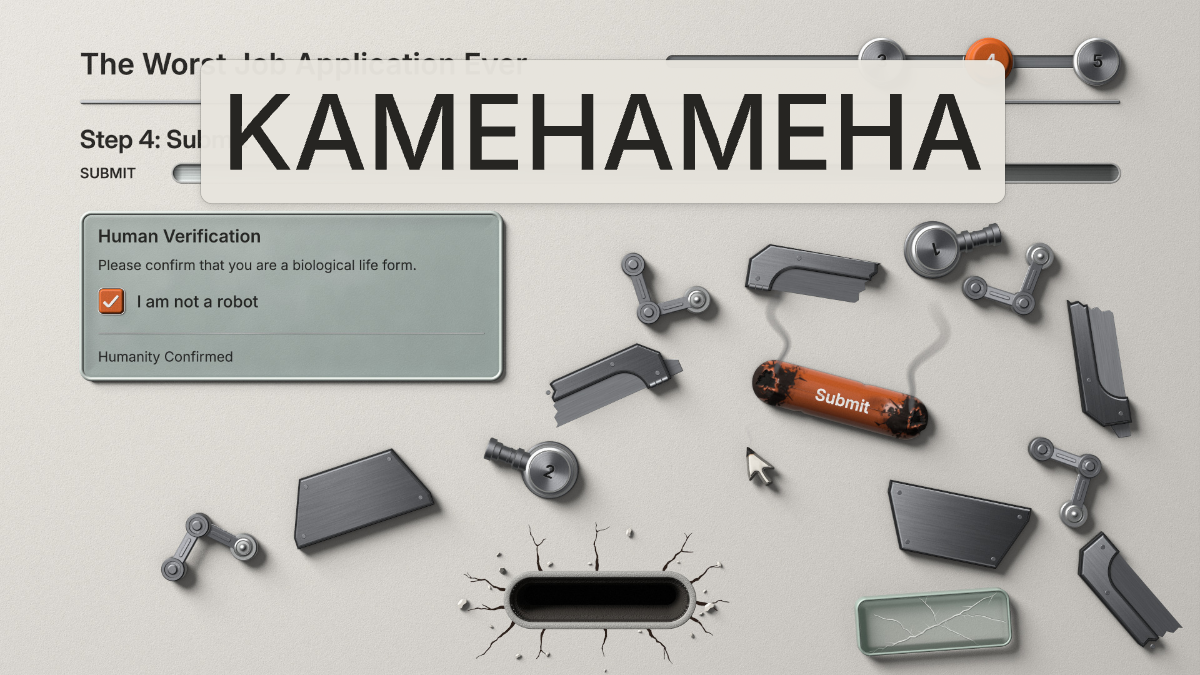 The Worst Job Application Ever
3
4
5
KAMEHAMEHA
Step 4: Sub
SUBMIT
Human Verification
Please confirm that you are a biological life form.
I am not a robot
Humanity Confirmed
1
Submit
2